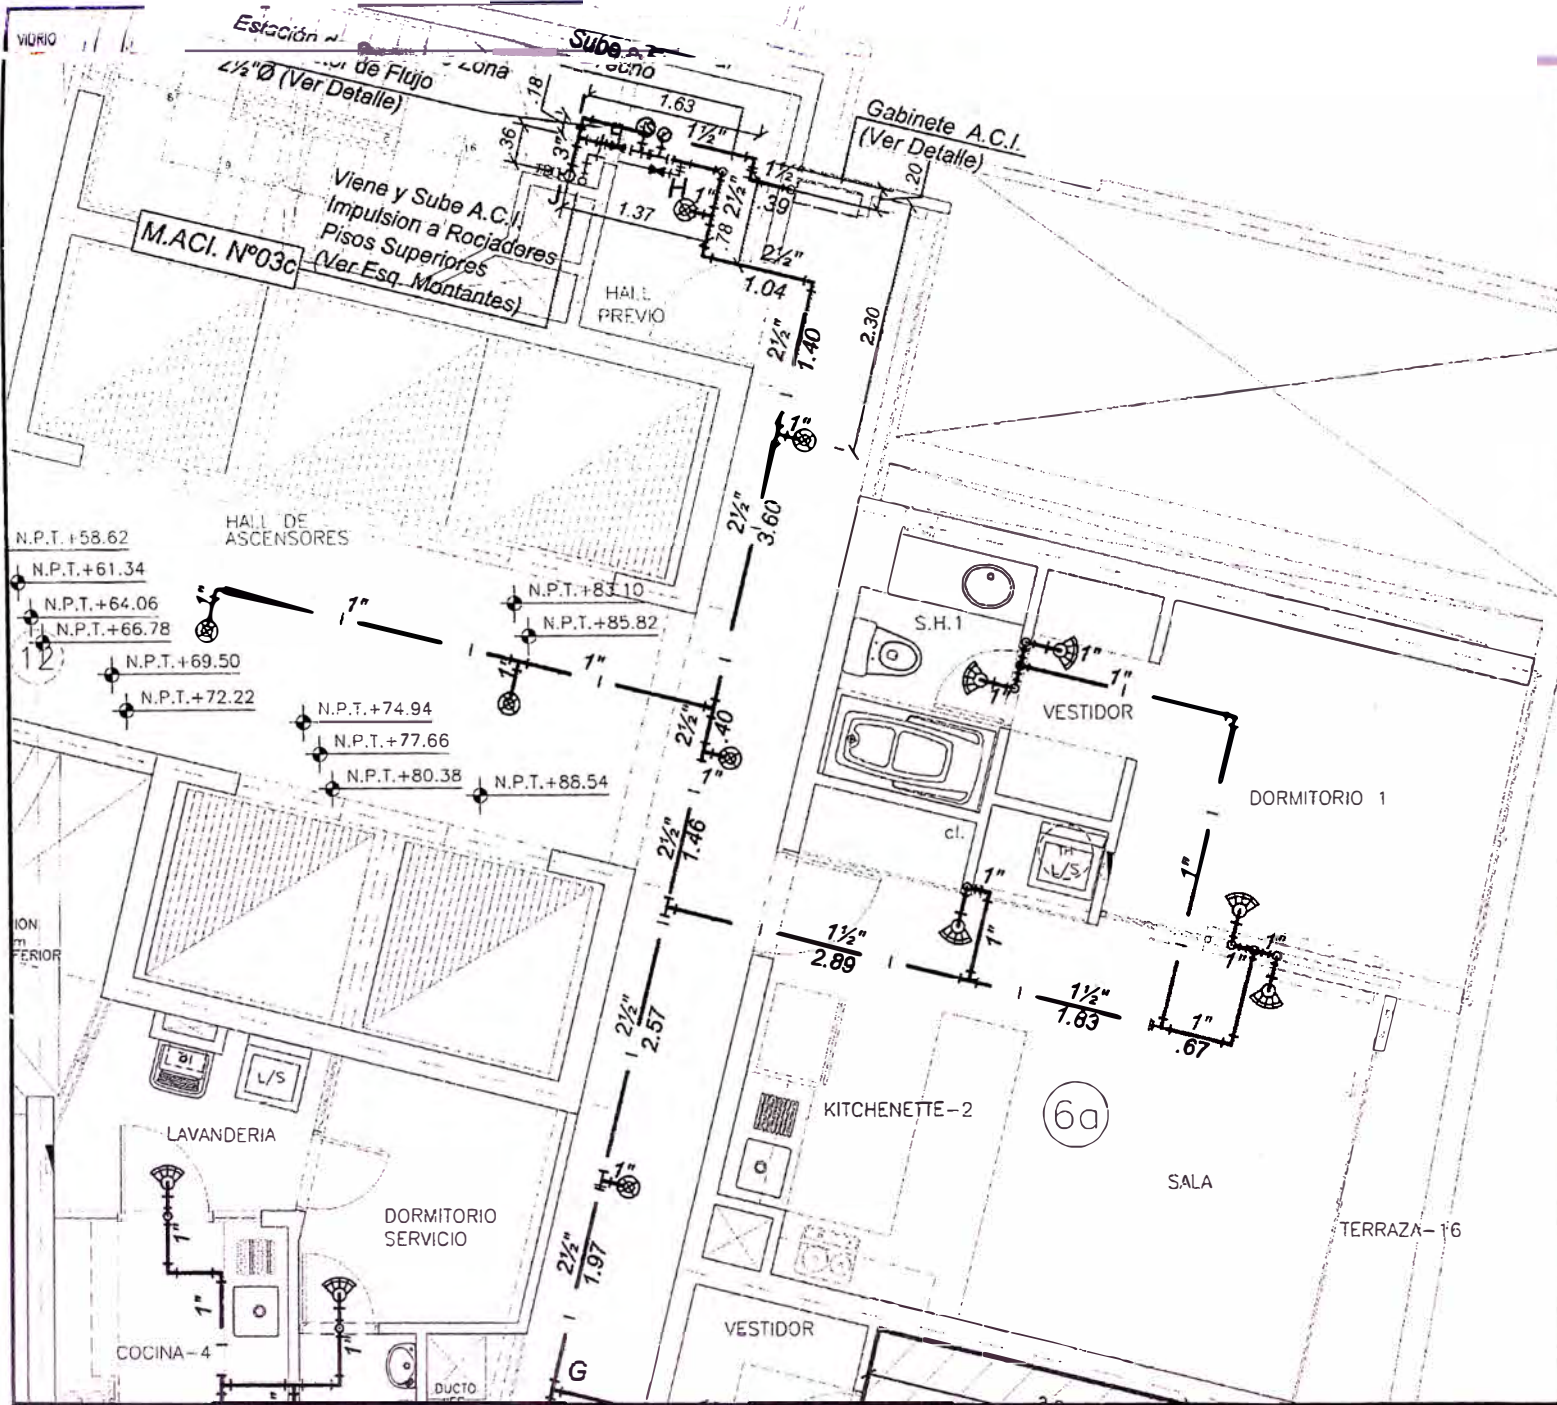 VIDRIO
Estación
Sube
Zona
de Flujo
2½"Ø (Ver Detalle)
18
1.63
1½"
Gabinete A.C.I.
(Ver Detalle)
.36
3"
1½"
.20
Viene y Sube A.C.I.
Impulsion a Rociadores
Pisos Superiores
(Ver Esq. Montantes)
J
H
1"
2½"
.39
1.37
.78
M.ACI. Nº03c
2½"
1.04
HALL
PREVIO
2½"
1.40
2.30
1"
2½"
3.60
HALL DE
ASCENSORES
N.P.T.+58.62
N.P.T.+61.34
N.P.T.+64.06
N.P.T.+66.78
12
N.P.T.+69.50
N.P.T.+72.22
N.P.T.+74.94
N.P.T.+77.66
N.P.T.+80.38
N.P.T.+83.10
N.P.T.+85.82
N.P.T.+88.54
1"
1"
1"
1"
2½"
.40
1"
S.H.1
1"
1"
1"
VESTIDOR
DORMITORIO 1
2½"
1.46
cl.
TH
L/S
1"
1"
1"
1½"
2.89
1"
1"
1½"
1.83
1"
.67
2½"
2.57
L/S
LAVANDERIA
KITCHENETTE-2
6a
SALA
TERRAZA-16
1"
DORMITORIO
SERVICIO
1"
1"
1"
2½"
1.97
COCINA-4
VESTIDOR
G
DUCTO